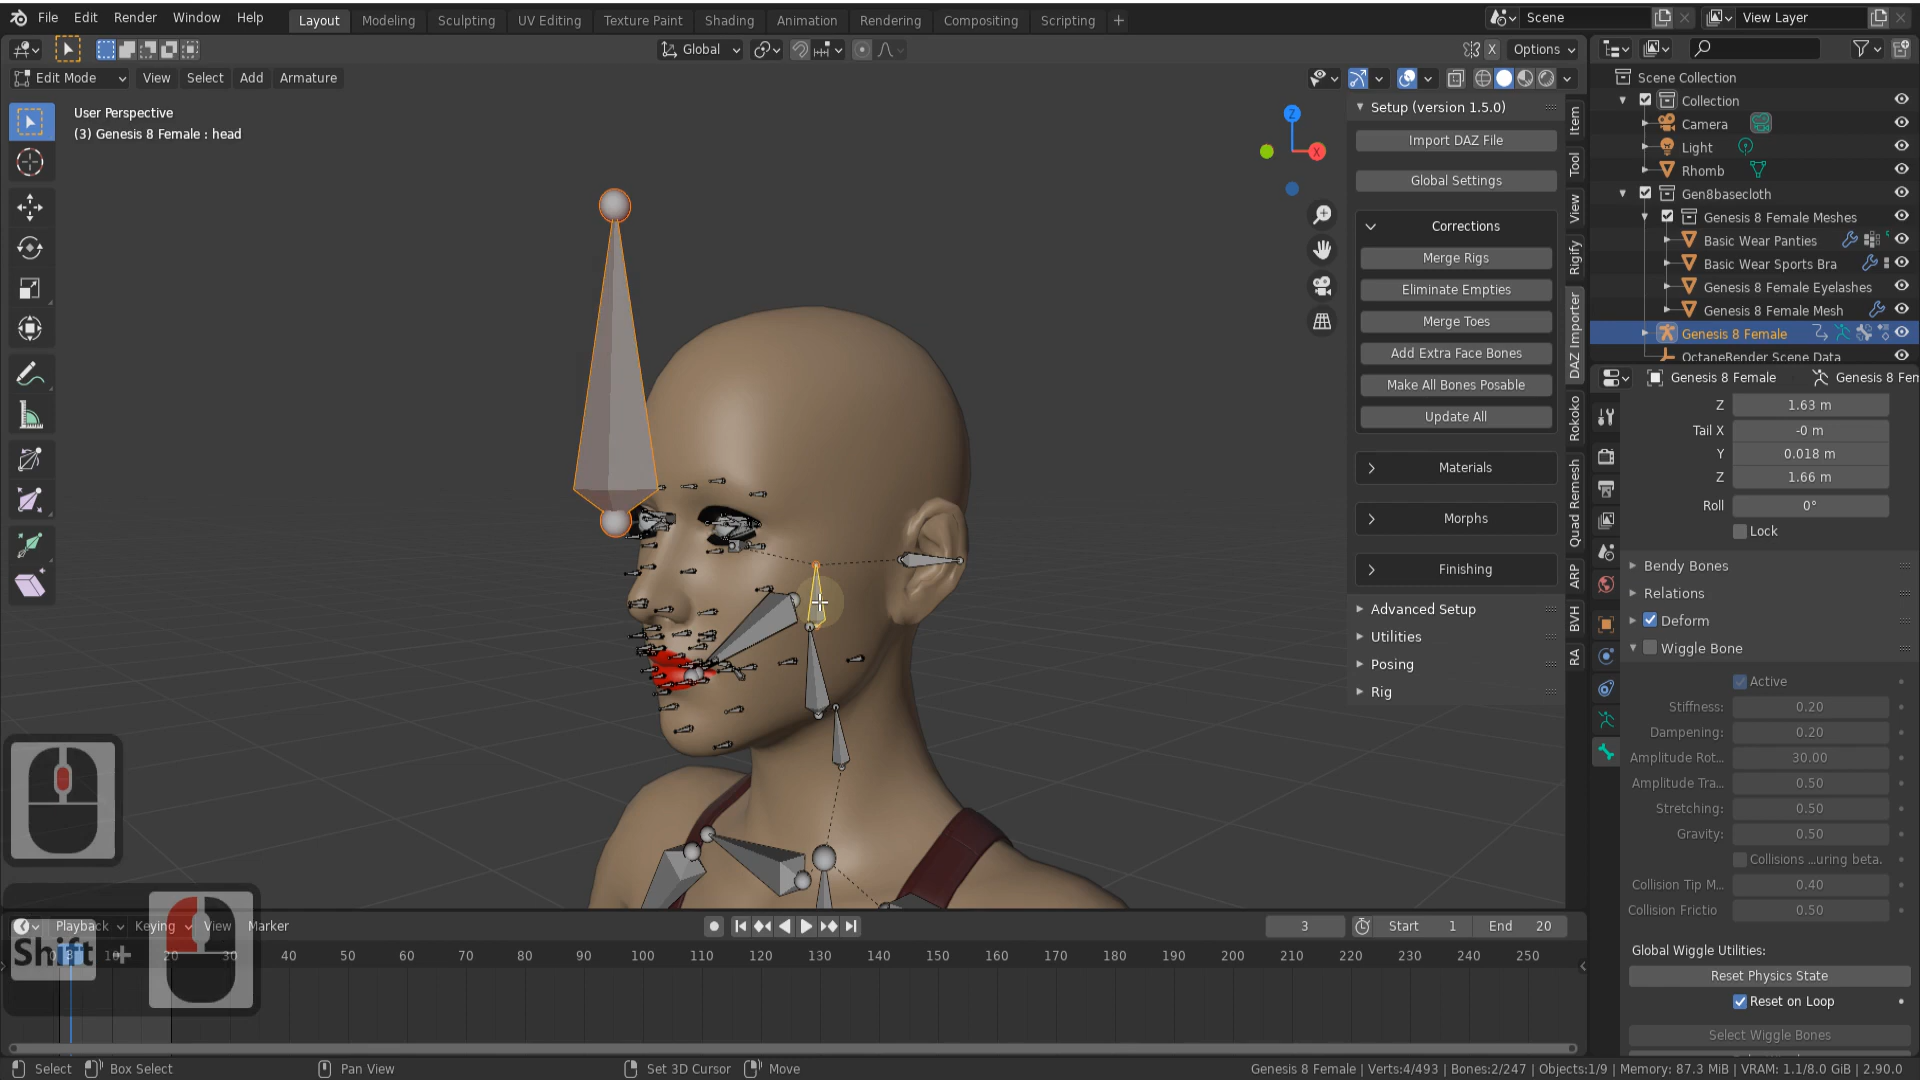 File Edit Render Window Help
Layout Modeling Sculpting UV Editing Texture Paint Shading Animation Rendering Compositing Scripting +
Scene
View Layer
Global
X Options
Edit Mode View Select Add Armature
User Perspective
(3) Genesis 8 Female : head
Z
X
Setup (version 1.5.0)
Import DAZ File
Global Settings
Corrections
Merge Rigs
Eliminate Empties
Merge Toes
Add Extra Face Bones
Make All Bones Posable
Update All
Materials
Morphs
Finishing
Advanced Setup
Utilities
Posing
Rig
Item
Tool
View
Rigify
DAZ Importer
Rokoko
Quad Remesh
ARP
BVH
RA
Scene Collection
Collection
Camera
Light
Rhomb
Gen8basecloth
Genesis 8 Female Meshes
Basic Wear Panties
Basic Wear Sports Bra
Genesis 8 Female Eyelashes
Genesis 8 Female Mesh
Genesis 8 Female
OctaneRender Scene Data
Genesis 8 Female Genesis 8 Fem
Z 1.63 m
Tail X -0 m
Y 0.018 m
Z 1.66 m
Roll 0°
Lock
Bendy Bones
Relations
Deform
Wiggle Bone
Active
Stiffness: 0.20
Dampening: 0.20
Amplitude Rot... 30.00
Amplitude Tra... 0.50
Stretching: 0.50
Gravity: 0.50
Collisions ...uring beta.
Collision Tip M... 0.40
Collision Frictio 0.50
Global Wiggle Utilities:
Reset Physics State
Reset on Loop
Select Wiggle Bones
Playback Keying View Marker
3 Start 1 End 20
Shift +
0 3 10 20 30 40 50 60 70 80 90 100 110 120 130 140 150 160 170 180 190 200 210 220 230 240 250
Select Box Select Pan View Set 3D Cursor Move
Genesis 8 Female | Verts:4/493 | Bones:2/247 | Objects:1/9 | Memory: 87.3 MiB | VRAM: 1.1/8.0 GiB | 2.90.0